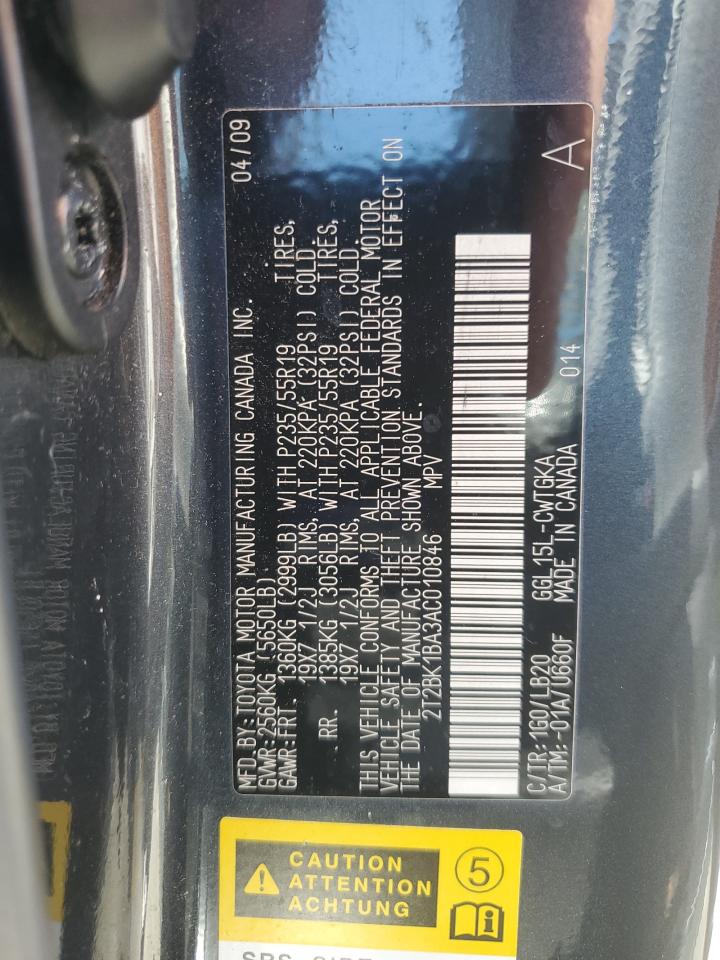 MFD. BY: TOYOTA MOTOR MANUFACTURING CANADA INC. 04/09
GVWR: 2560KG (5650LB)
GAWR: FRT. 1360KG (2999LB) WITH P235/55R19 TIRES,
19X7 1/2J RIMS, AT 220KPA (32PSI) COLD
RR. 1385KG (3056LB) WITH P235/55R19 TIRES,
19X7 1/2J RIMS, AT 220KPA (32PSI) COLD.
THIS VEHICLE CONFORMS TO ALL APPLICABLE FEDERAL MOTOR
VEHICLE SAFETY AND THEFT PREVENTION STANDARDS IN EFFECT ON
THE DATE OF MANUFACTURE SHOWN ABOVE.
2T2BK1BA3AC010846 MPV
C/TR: 1G0/LB20 GGL15L-CWTGKA 014
A/TM: -01A/U660F MADE IN CANADA A
CAUTION
ATTENTION
ACHTUNG
5
i